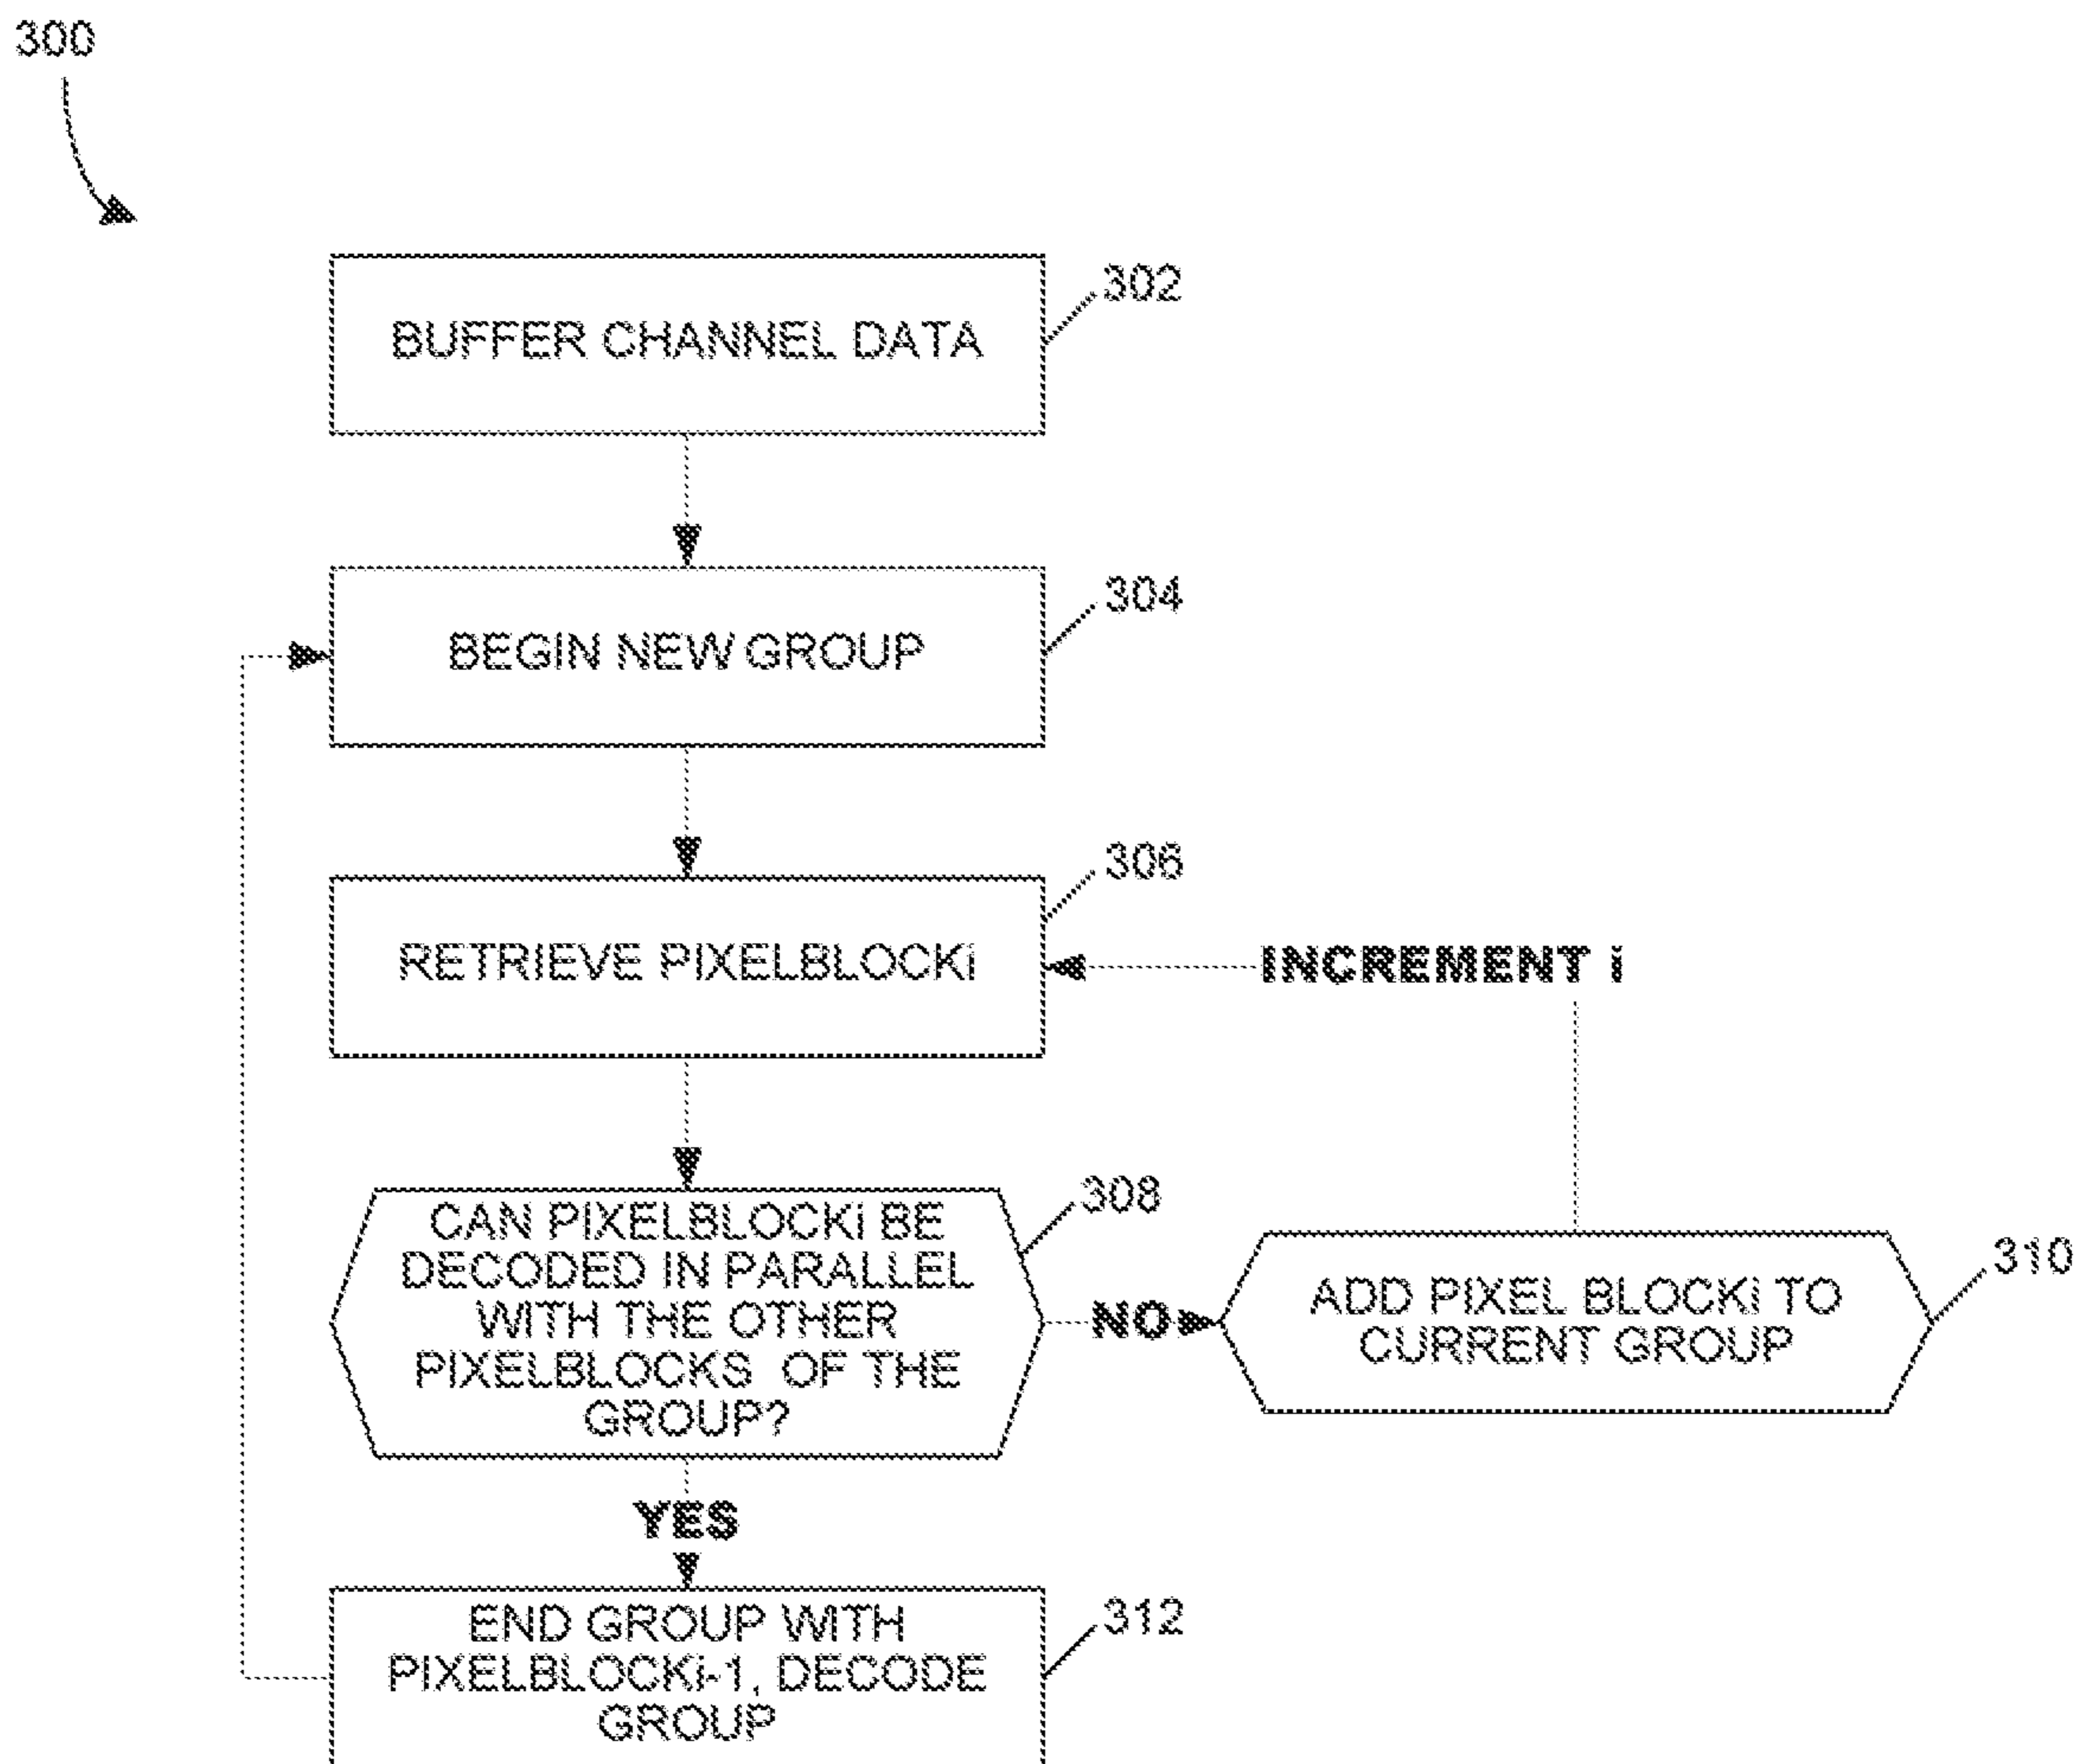 300
BUFFER CHANNEL DATA
302
BEGIN NEW GROUP
304
RETRIEVE PIXELBLOCKi
306
INCREMENT i
CAN PIXELBLOCKi BE
DECODED IN PARALLEL
WITH THE OTHER
PIXELBLOCKS OF THE
GROUP?
308
NO
ADD PIXEL BLOCKi TO
CURRENT GROUP
310
YES
END GROUP WITH
PIXELBLOCKi-1, DECODE
GROUP
312